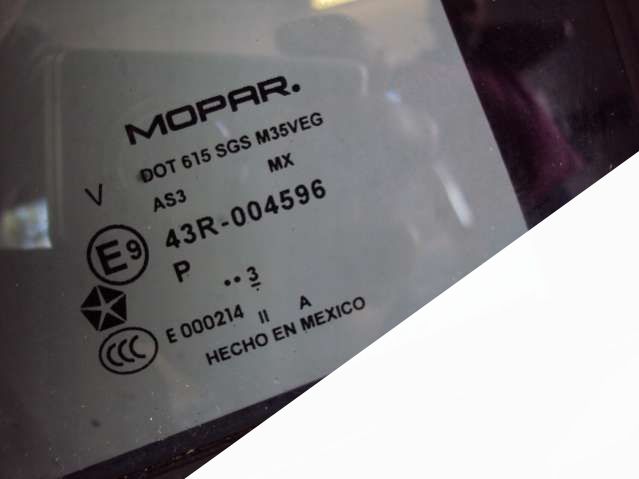 MOPAR.
DOT 615 SGS M35VEG
V AS3 MX
E9 43R-004596
P ..3
CCC E 000214 II A
HECHO EN MEXICO